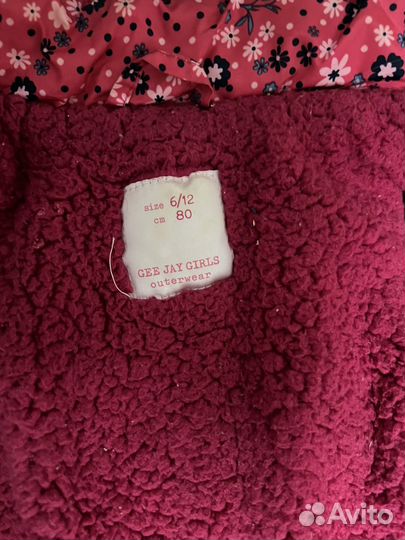 size 6/12
cm 80
GEE JAY GIRLS
outerwear
Avito